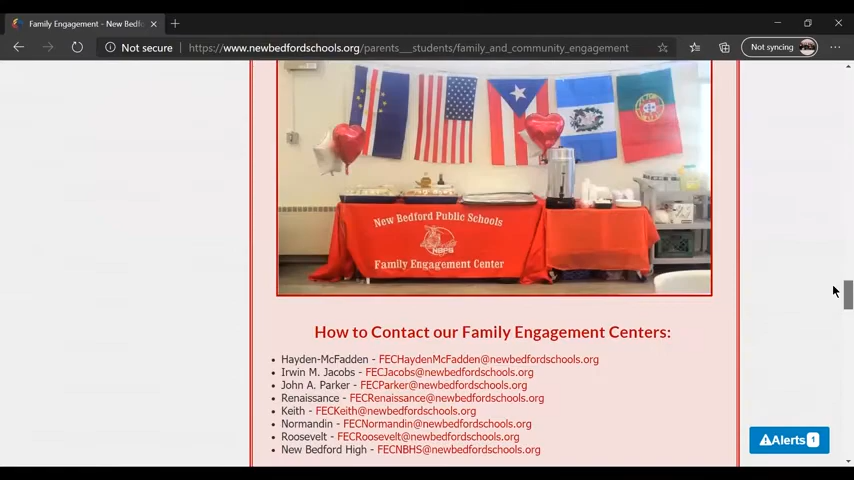 Family Engagement - New Bedfo
Not secure
https://www.newbedfordschools.org/parents__students/family_and_community_engagement
Not syncing
New Bedford Public Schools
NBPS
Family Engagement Center
How to Contact our Family Engagement Centers:
Hayden-McFadden - FECHaydenMcFadden@newbedfordschools.org
Irwin M. Jacobs - FECJacobs@newbedfordschools.org
John A. Parker - FECParker@newbedfordschools.org
Renaissance - FECRenaissance@newbedfordschools.org
Keith - FECKeith@newbedfordschools.org
Normandin - FECNormandin@newbedfordschools.org
Roosevelt - FECRoosevelt@newbedfordschools.org
New Bedford High - FECNBHS@newbedfordschools.org
Alerts 1